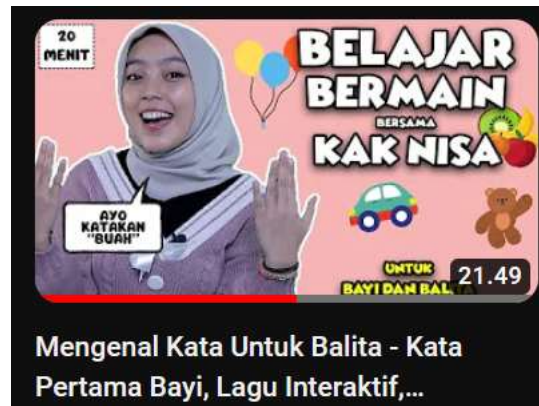 20
MENIT
BELAJAR
BERMAIN
BERSAMA
KAK NISA
AYO
KATAKAN
"BUAH"
UNTUK
BAYI DAN BAL
21.49
Mengenal Kata Untuk Balita - Kata
Pertama Bayi, Lagu Interaktif,...